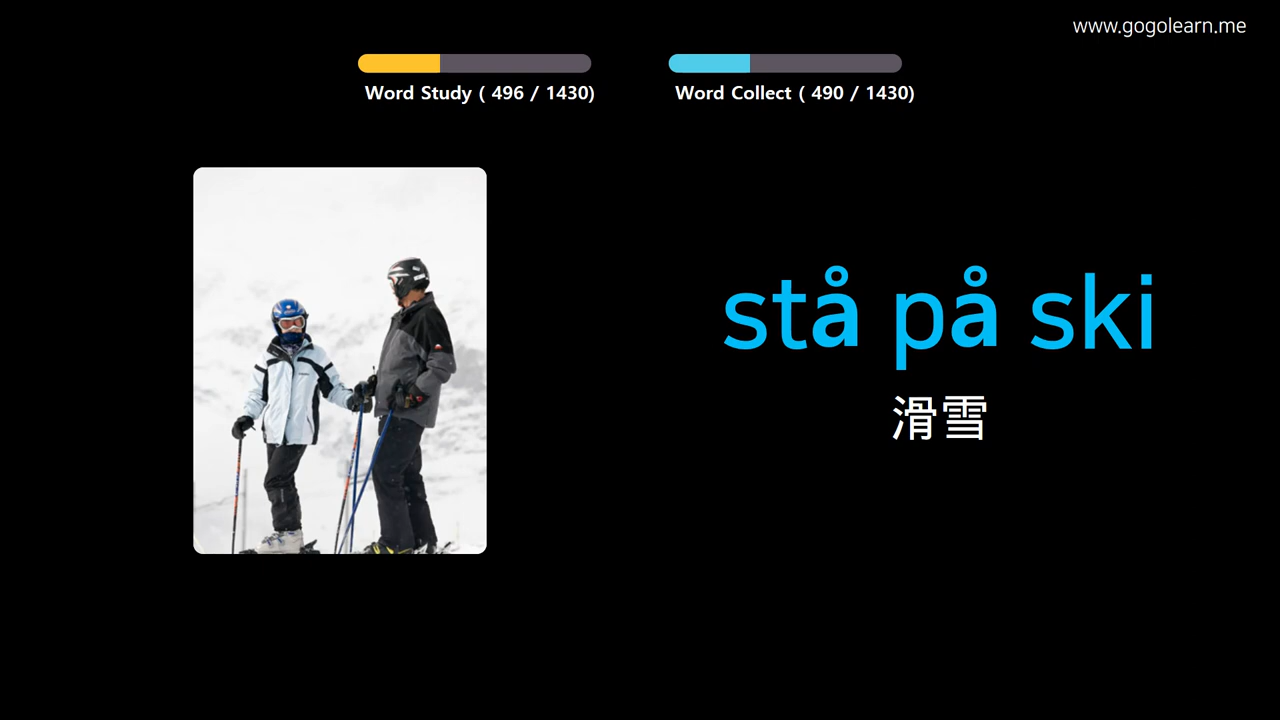 www.gogolearn.me
Word Study ( 496 / 1430)
Word Collect ( 490 / 1430)
stå på ski
滑雪